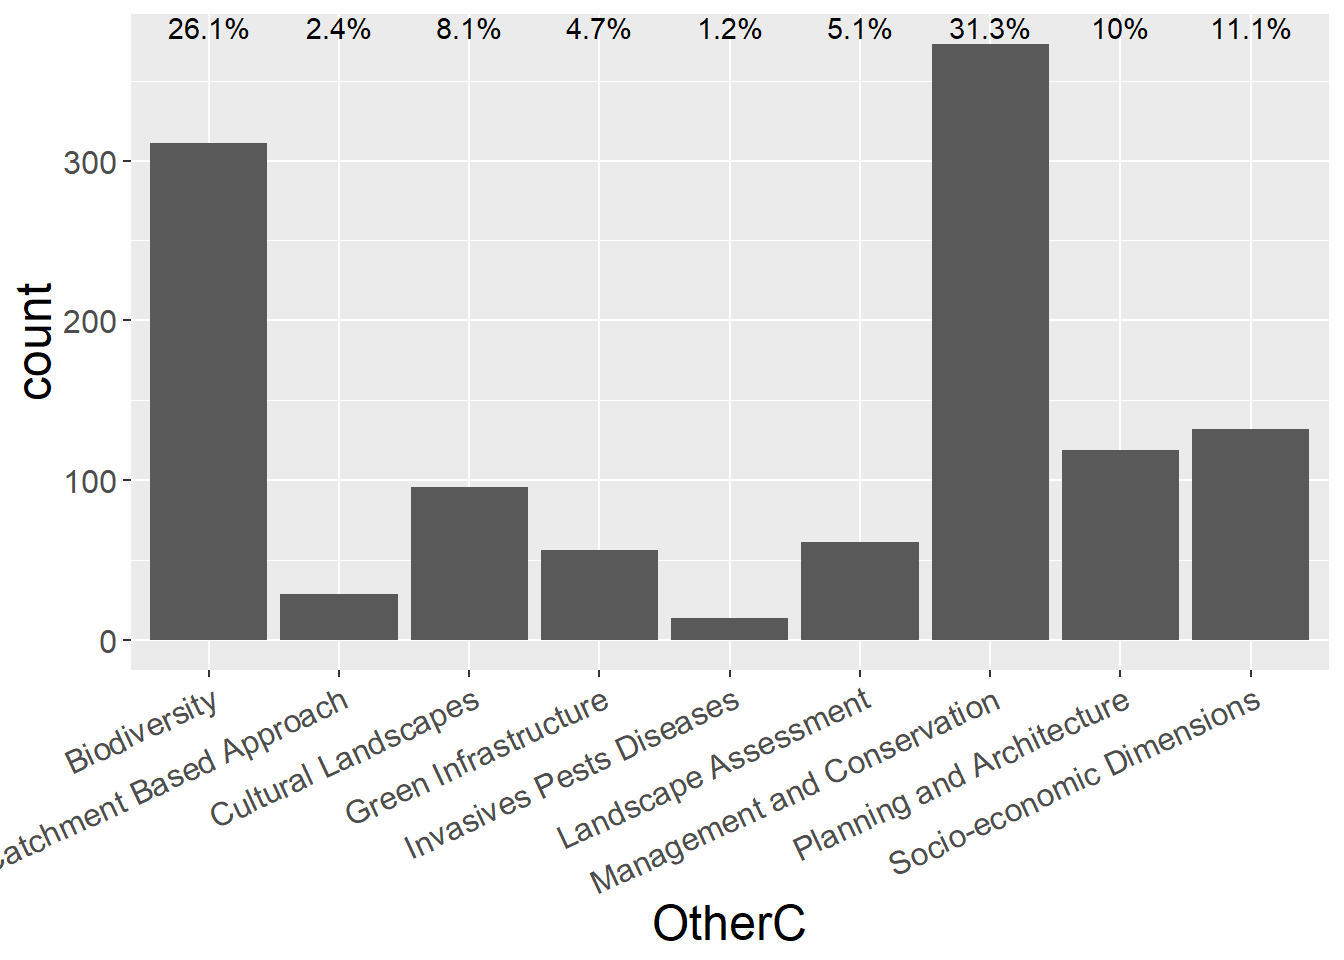 26.1% 2.4% 8.1% 4.7% 1.2% 5.1% 31.3% 10% 11.1%
count
300
200
100
0
Biodiversity
atchment Based Approach
Cultural Landscapes
Green Infrastructure
Invasives Pests Diseases
Landscape Assessment
Management and Conservation
Planning and Architecture
Socio-economic Dimensions
OtherC